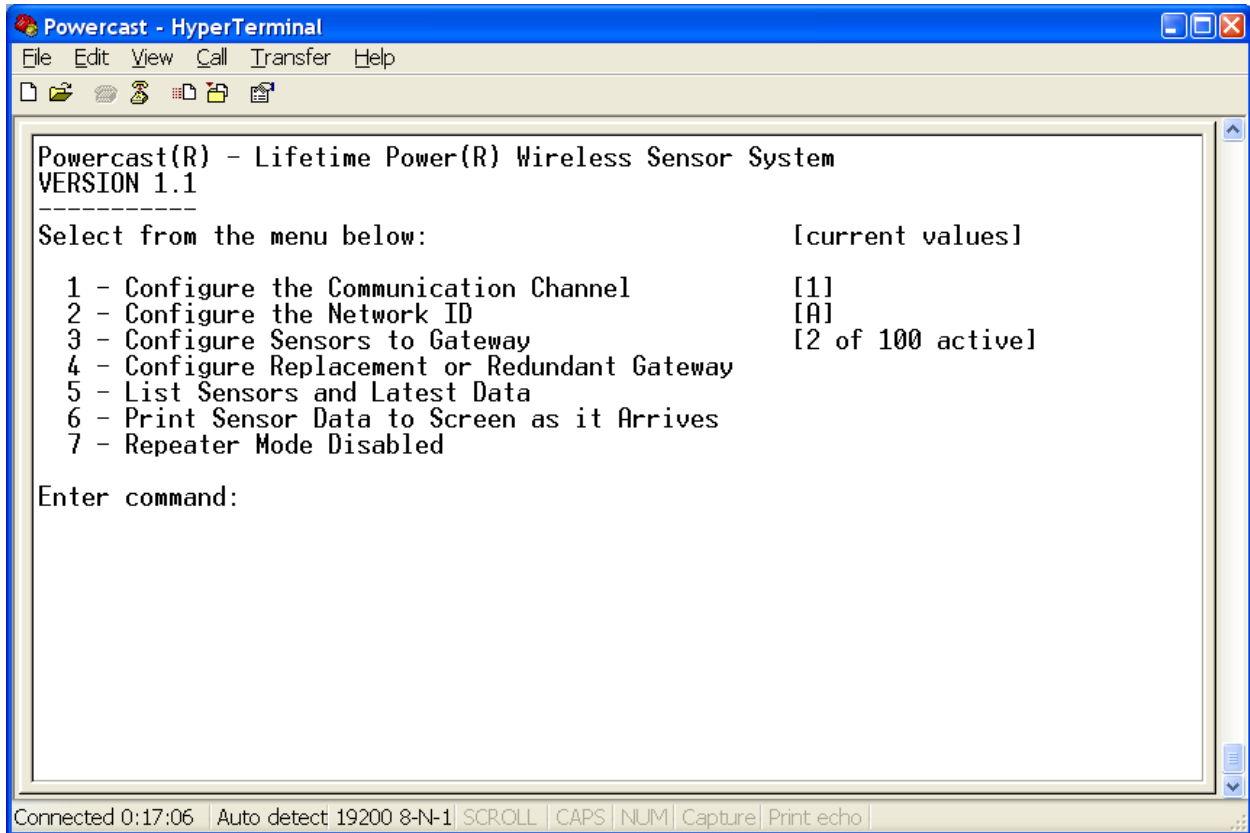 Powercast - HyperTerminal
File Edit View Call Transfer Help
Powercast(R) - Lifetime Power(R) Wireless Sensor System
VERSION 1.1
-----------
Select from the menu below: [current values]
1 - Configure the Communication Channel [1]
2 - Configure the Network ID [A]
3 - Configure Sensors to Gateway [2 of 100 active]
4 - Configure Replacement or Redundant Gateway
5 - List Sensors and Latest Data
6 - Print Sensor Data to Screen as it Arrives
7 - Repeater Mode Disabled
Enter command:
Connected 0:17:06 Auto detect 19200 8-N-1 SCROLL CAPS NUM Capture Print echo